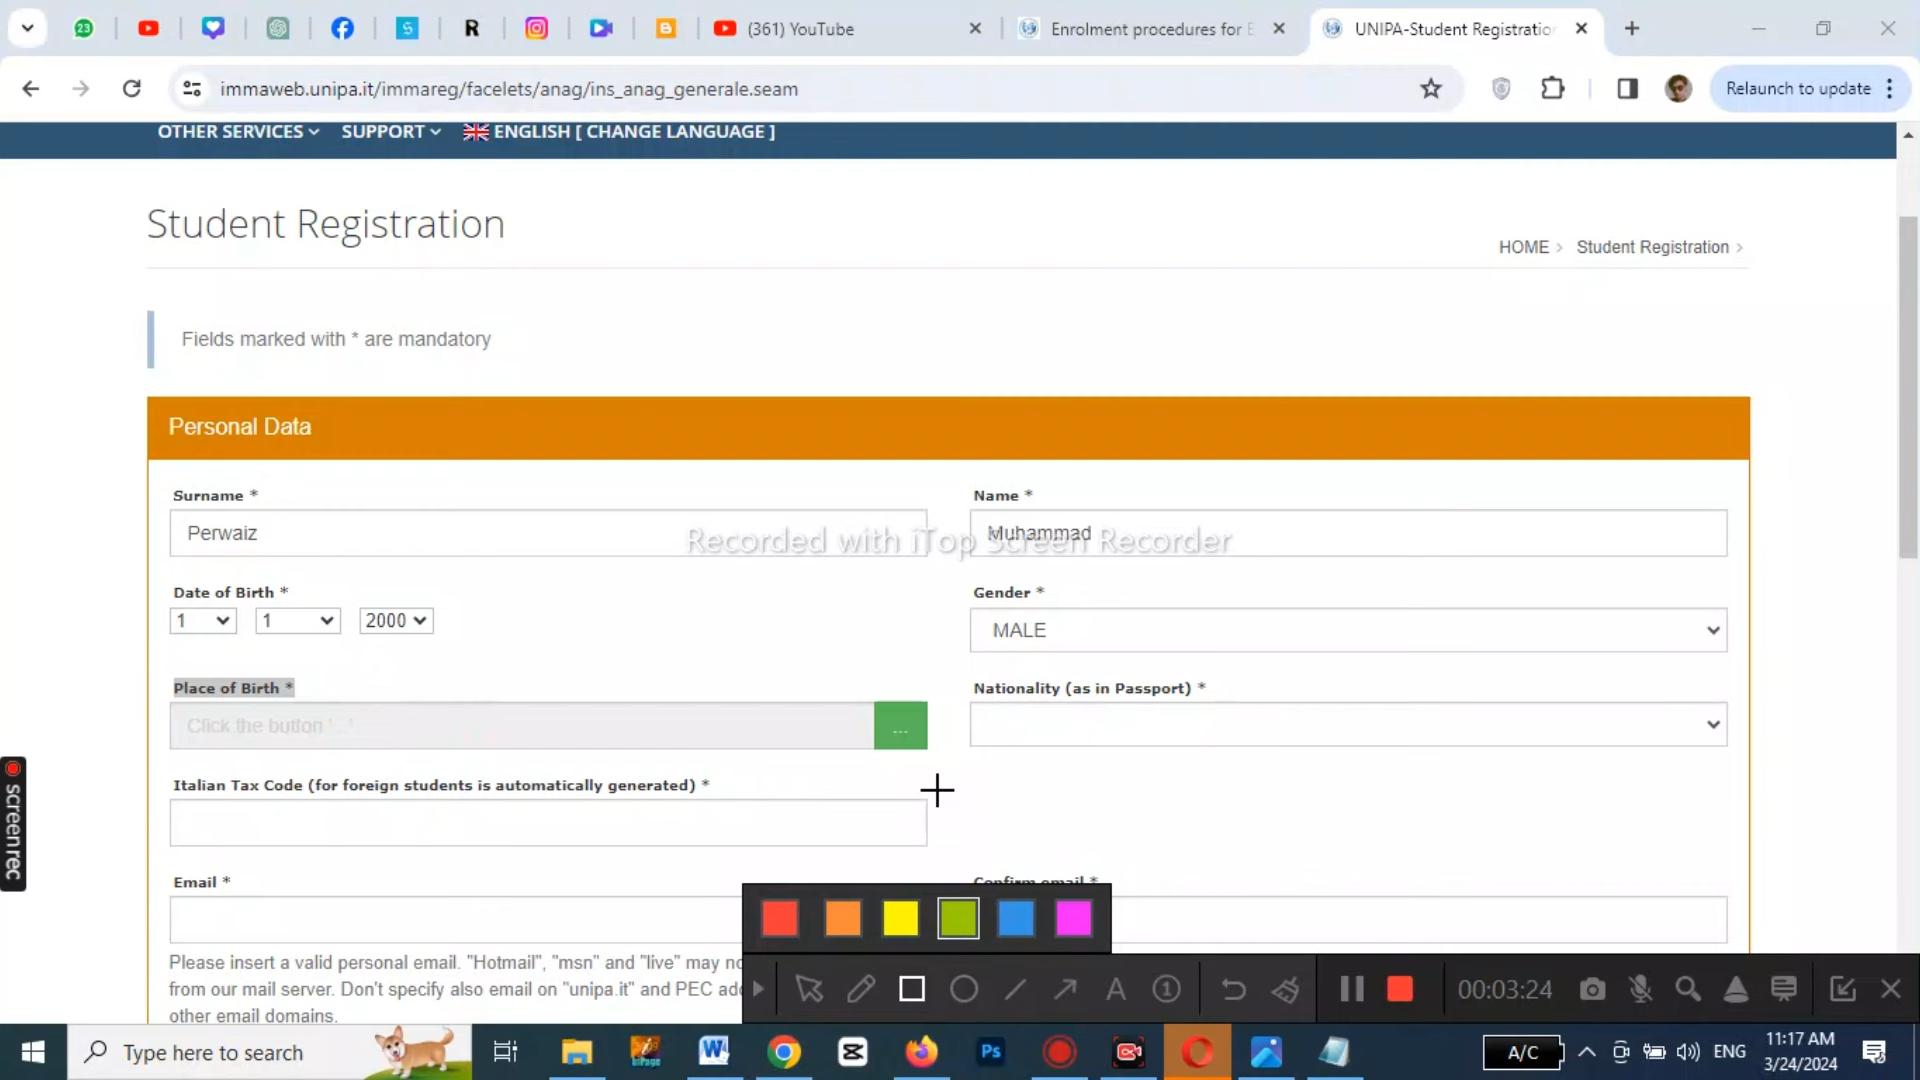 23
(361) YouTube
Enrolment procedures for E
UNIPA-Student Registratio
immaweb.unipa.it/immareg/facelets/anag/ins_anag_generale.seam
Relaunch to update
OTHER SERVICES
SUPPORT
ENGLISH [ CHANGE LANGUAGE ]
Student Registration
HOME > Student Registration >
Fields marked with * are mandatory
Personal Data
Surname *
Name *
Perwaiz
Muhammad
Recorded with iTop Screen Recorder
Date of Birth *
Gender *
1 1 2000
MALE
Place of Birth *
Nationality (as in Passport) *
Click the button '...'
...
Italian Tax Code (for foreign students is automatically generated) *
screenrec
Email *
Confirm email *
Please insert a valid personal email. "Hotmail", "msn" and "live" may no
from our mail server. Don't specify also email on "unipa.it" and PEC add
other email domains.
A 1
00:03:24
Type here to search
Ps
A/C
ENG
11:17 AM
3/24/2024